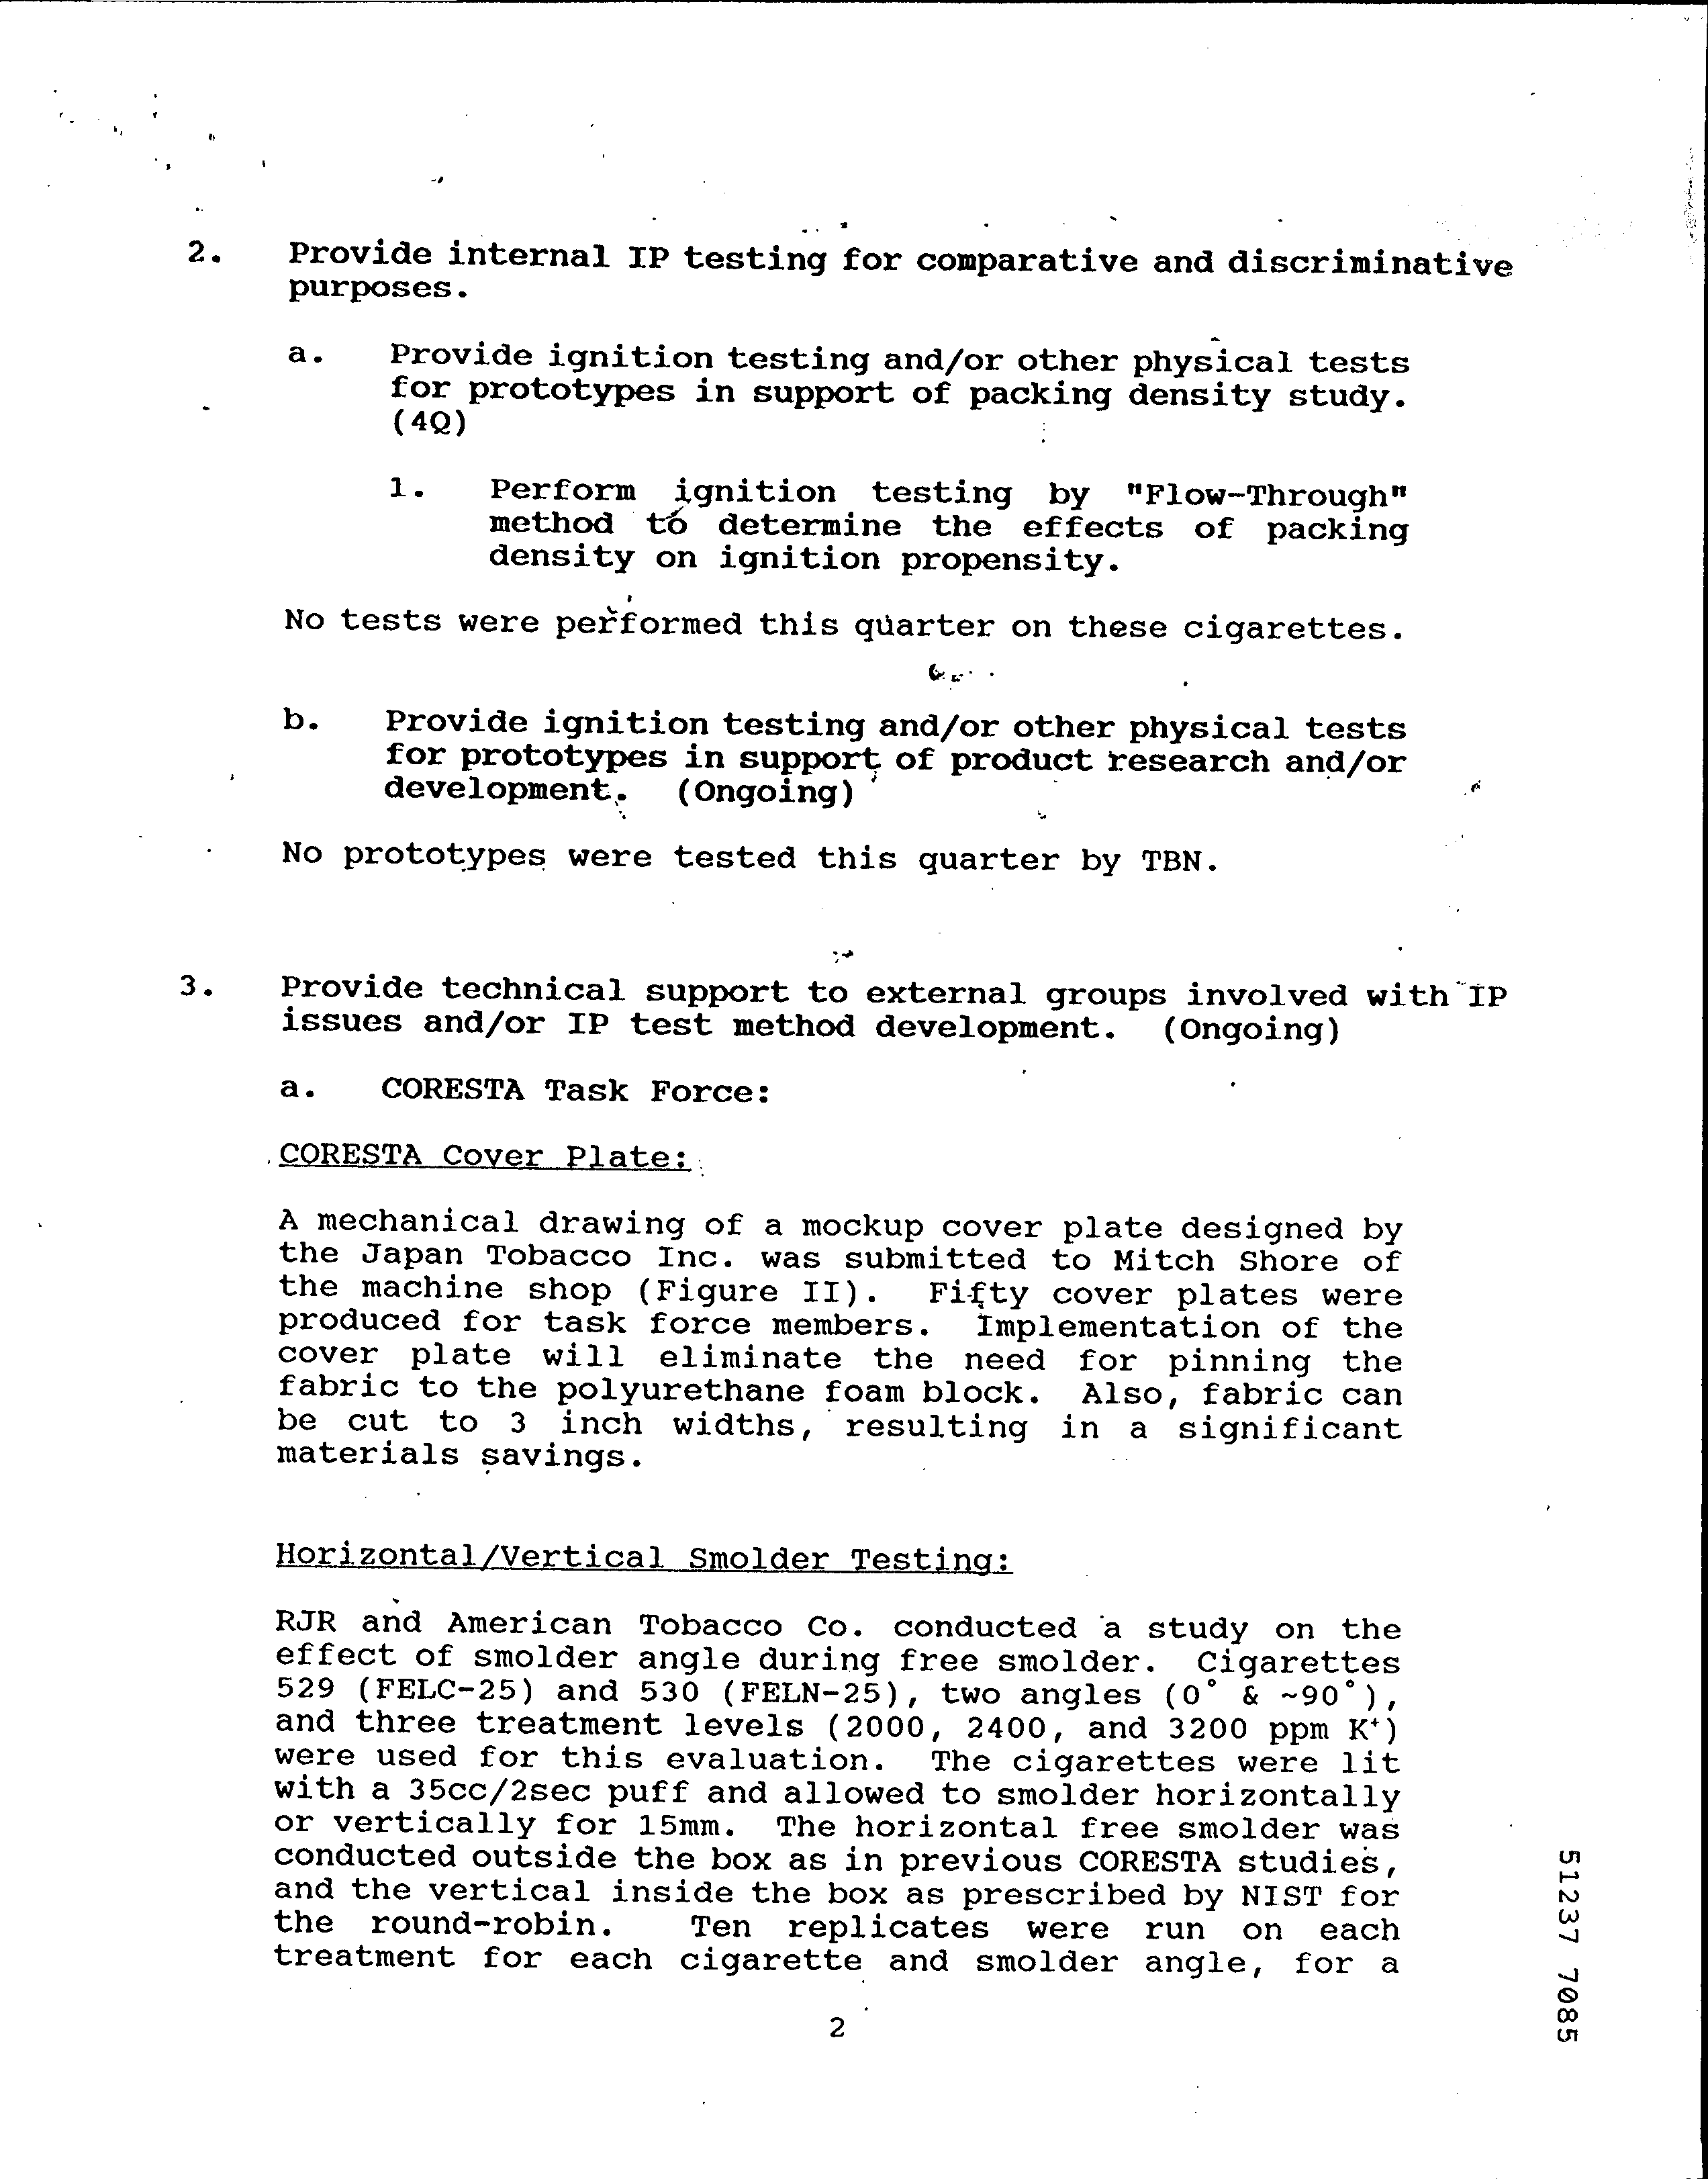 2. Provide internal IP testing for comparative and discriminative
purposes.
a. Provide ignition testing and/or other physical tests
for prototypes in support of packing density study.
(4Q)
1. Perform ignition testing by "Flow-Through"
method to determine the effects of packing
density on ignition propensity.
No tests were performed this quarter on these cigarettes.
b. Provide ignition testing and/or other physical tests
for prototypes in support of product research and/or
development. (Ongoing)
No prototypes were tested this quarter by TBN.
3. Provide technical support to external groups involved with IP
issues and/or IP test method development. (Ongoing)
a. CORESTA Task Force:
CORESTA Cover Plate:
A mechanical drawing of a mockup cover plate designed by
the Japan Tobacco Inc. was submitted to Mitch Shore of
the machine shop (Figure II). Fifty cover plates were
produced for task force members. Implementation of the
cover plate will eliminate the need for pinning the
fabric to the polyurethane foam block. Also, fabric can
be cut to 3 inch widths, resulting in a significant
materials savings.
Horizontal/Vertical Smolder Testing:
RJR and American Tobacco Co. conducted a study on the
effect of smolder angle during free smolder. Cigarettes
529 (FELC-25) and 530 (FELN-25), two angles (0° & ~90°),
and three treatment levels (2000, 2400, and 3200 ppm K⁺)
were used for this evaluation. The cigarettes were lit
with a 35cc/2sec puff and allowed to smolder horizontally
or vertically for 15mm. The horizontal free smolder was
conducted outside the box as in previous CORESTA studies,
and the vertical inside the box as prescribed by NIST for
the round-robin. Ten replicates were run on each
treatment for each cigarette and smolder angle, for a
2
51237 7085